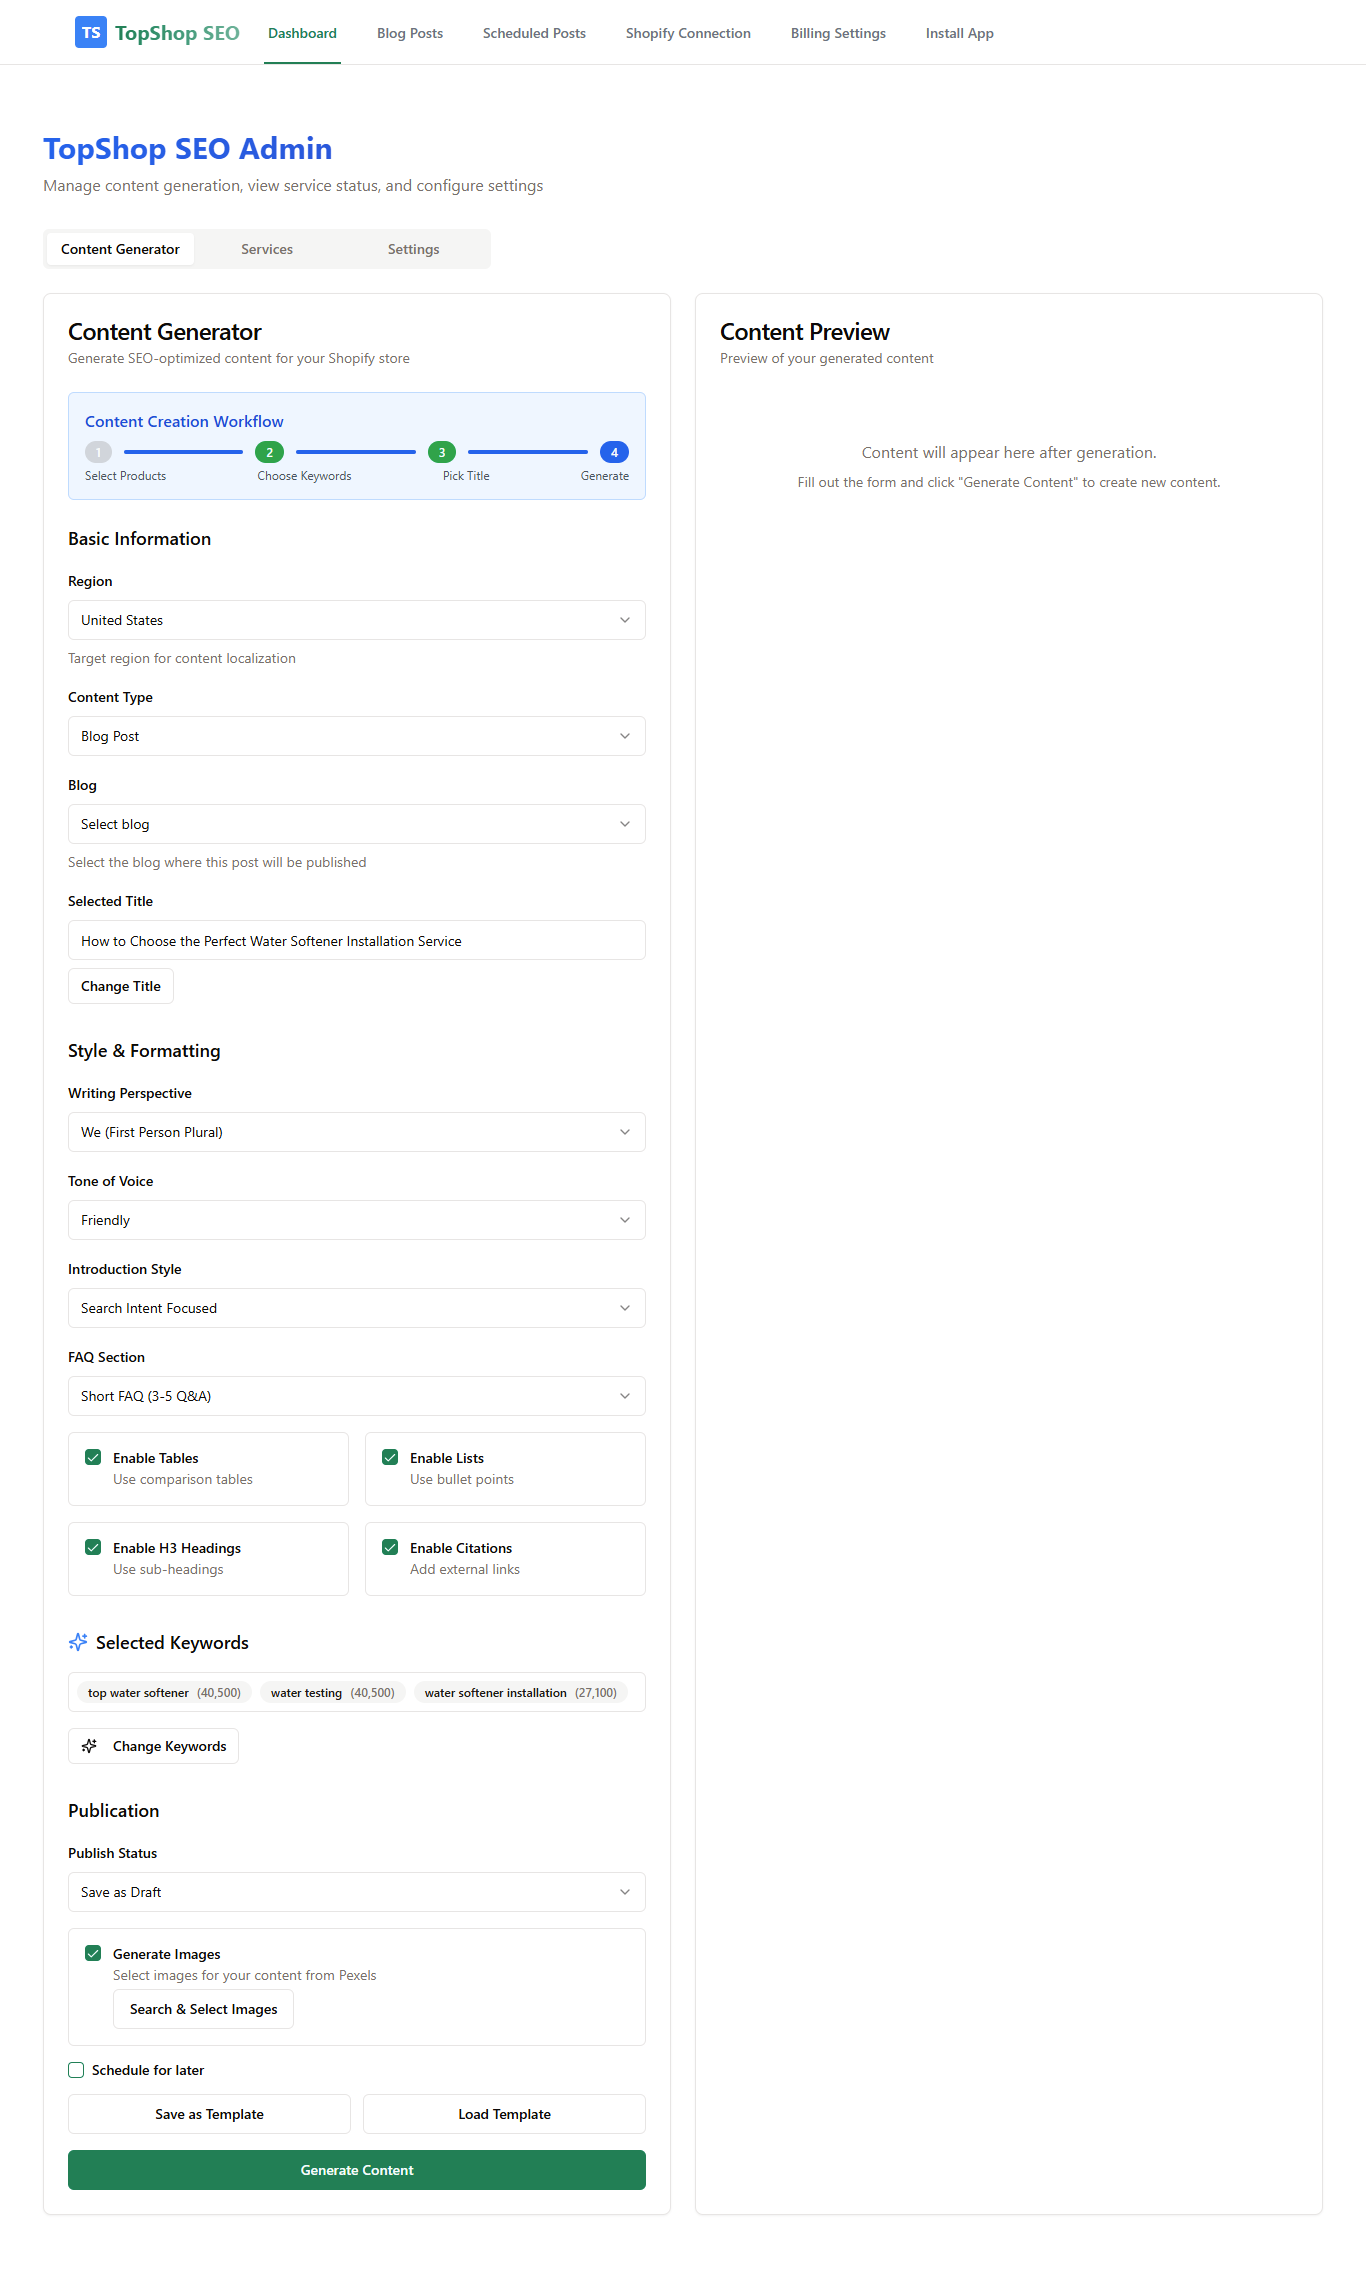 TS TopShop SEO Dashboard Blog Posts Scheduled Posts Shopify Connection Billing Settings Install App
TopShop SEO Admin
Manage content generation, view service status, and configure settings
Content Generator Services Settings
Content Generator
Generate SEO-optimized content for your Shopify store
Content Creation Workflow
1 2 3 4
Select Products Choose Keywords Pick Title Generate
Basic Information
Region
United States
Target region for content localization
Content Type
Blog Post
Blog
Select blog
Select the blog where this post will be published
Selected Title
How to Choose the Perfect Water Softener Installation Service
Change Title
Style & Formatting
Writing Perspective
We (First Person Plural)
Tone of Voice
Friendly
Introduction Style
Search Intent Focused
FAQ Section
Short FAQ (3-5 Q&A)
Enable Tables
Use comparison tables
Enable Lists
Use bullet points
Enable H3 Headings
Use sub-headings
Enable Citations
Add external links
Selected Keywords
top water softener (40,500) water testing (40,500) water softener installation (27,100)
Change Keywords
Publication
Publish Status
Save as Draft
Generate Images
Select images for your content from Pexels
Search & Select Images
Schedule for later
Save as Template Load Template
Generate Content
Content Preview
Preview of your generated content
Content will appear here after generation.
Fill out the form and click "Generate Content" to create new content.